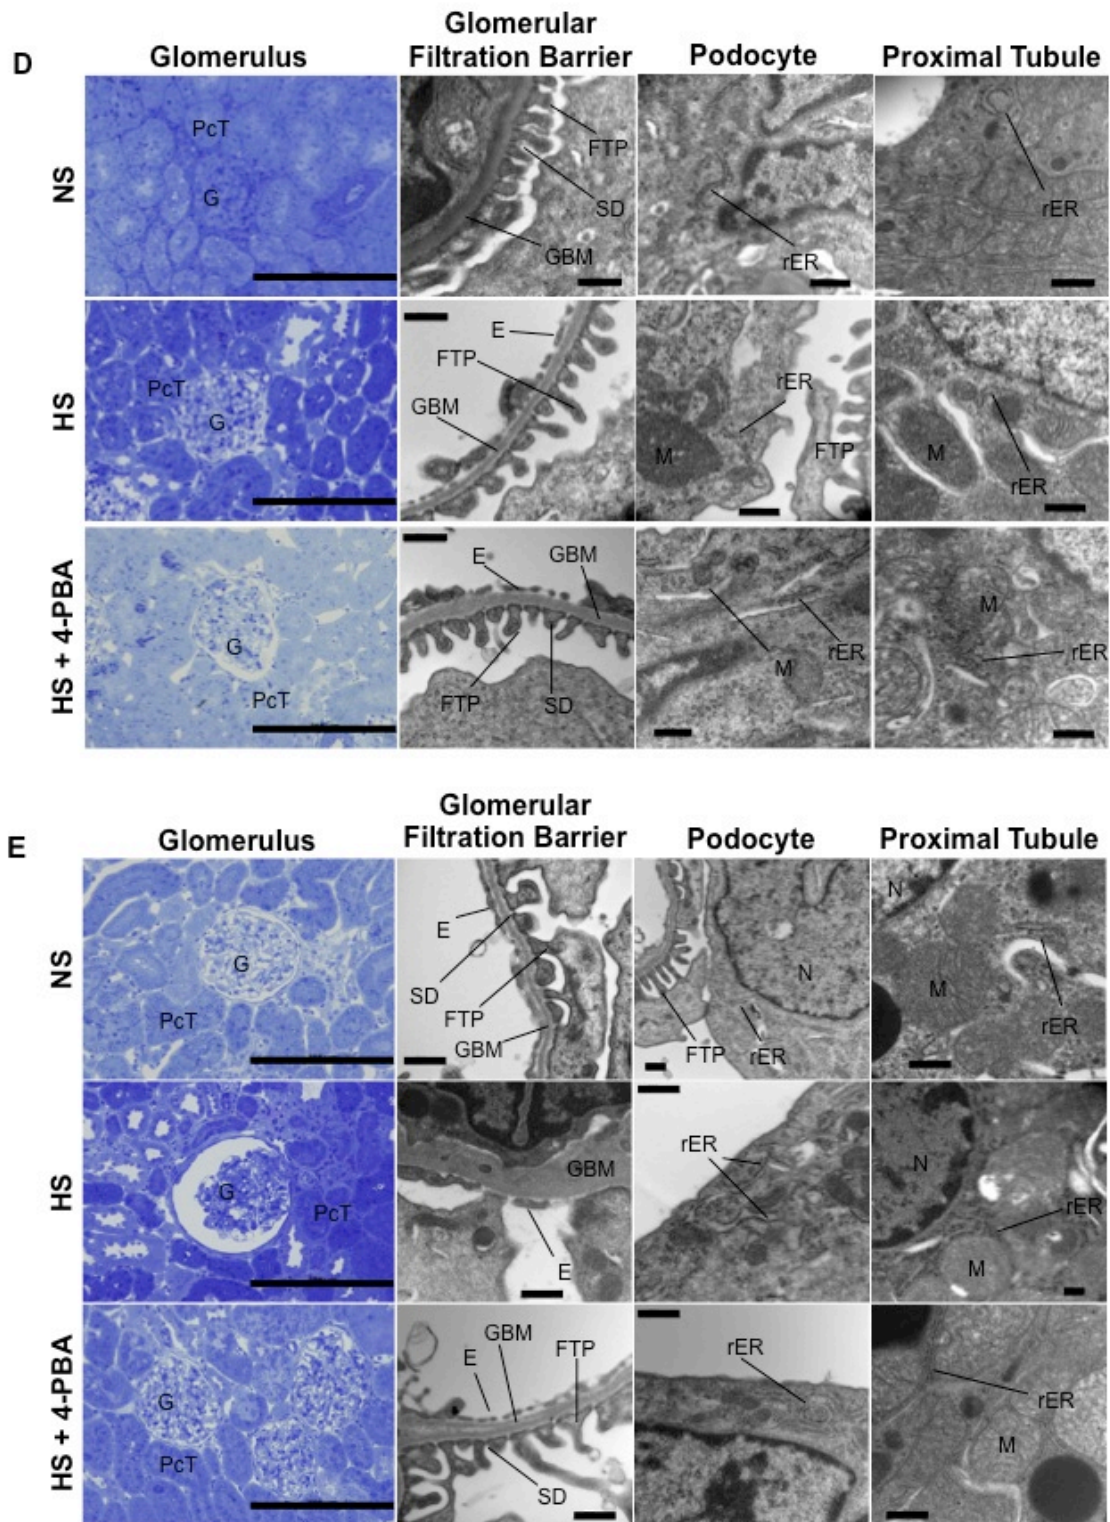 D
Glomerulus
Glomerular
Filtration Barrier
Podocyte
Proximal Tubule
NS
PcT
G
FTP
SD
GBM
rER
rER
HS
PcT
G
E
FTP
GBM
rER
M
FTP
M
rER
HS + 4-PBA
G
PcT
E
GBM
FTP
SD
rER
M
M
rER
E
Glomerulus
Glomerular
Filtration Barrier
Podocyte
Proximal Tubule
NS
G
PcT
E
SD
FTP
GBM
N
FTP
rER
N
M
rER
HS
G
PcT
GBM
E
rER
N
rER
M
HS + 4-PBA
G
PcT
E
GBM
FTP
SD
rER
rER
M